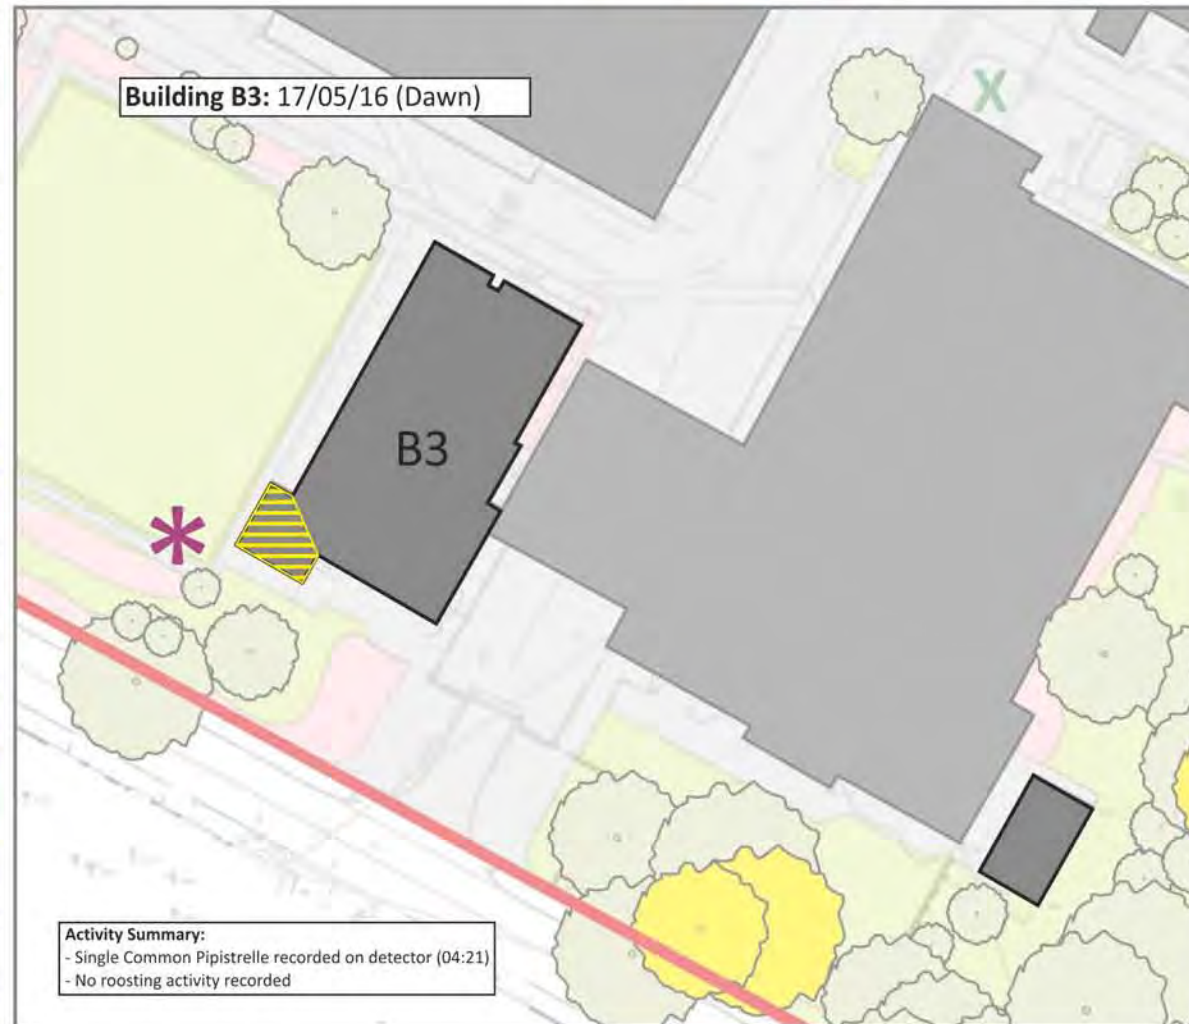 Building B3: 17/05/16 (Dawn)
X
B3
*
Activity Summary:
- Single Common Pipistrelle recorded on detector (04:21)
- No roosting activity recorded